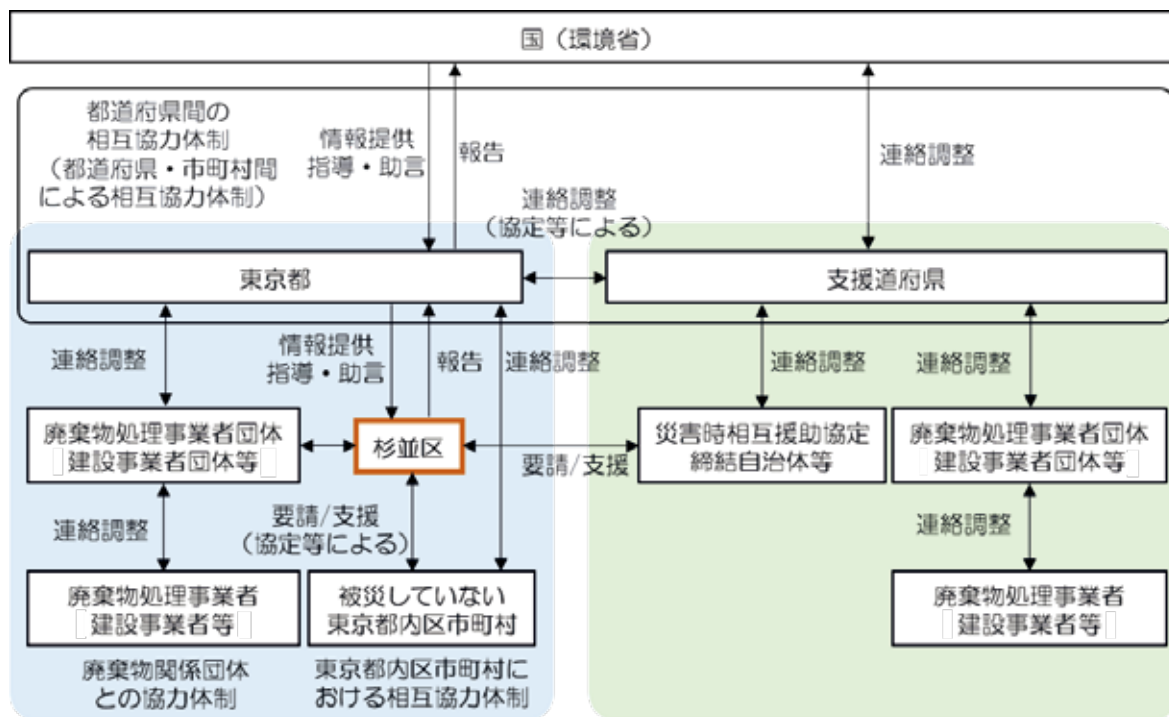 国（環境省）
都道府県間の
相互協力体制
（都道府県・市町村間
による相互協力体制）
情報提供
指導・助言
報告
連絡調整
連絡調整
（協定等による）
東京都
支援道府県
連絡調整
情報提供
指導・助言
報告
連絡調整
連絡調整
連絡調整
廃棄物処理事業者団体
建設事業者団体等
杉並区
災害時相互援助協定
締結自治体等
廃棄物処理事業者団体
建設事業者団体等
要請/支援
連絡調整
要請/支援
（協定等による）
連絡調整
廃棄物処理事業者
建設事業者等
被災していない
東京都内区市町村
廃棄物処理事業者
建設事業者等
廃棄物関係団体
との協力体制
東京都内区市町村に
おける相互協力体制